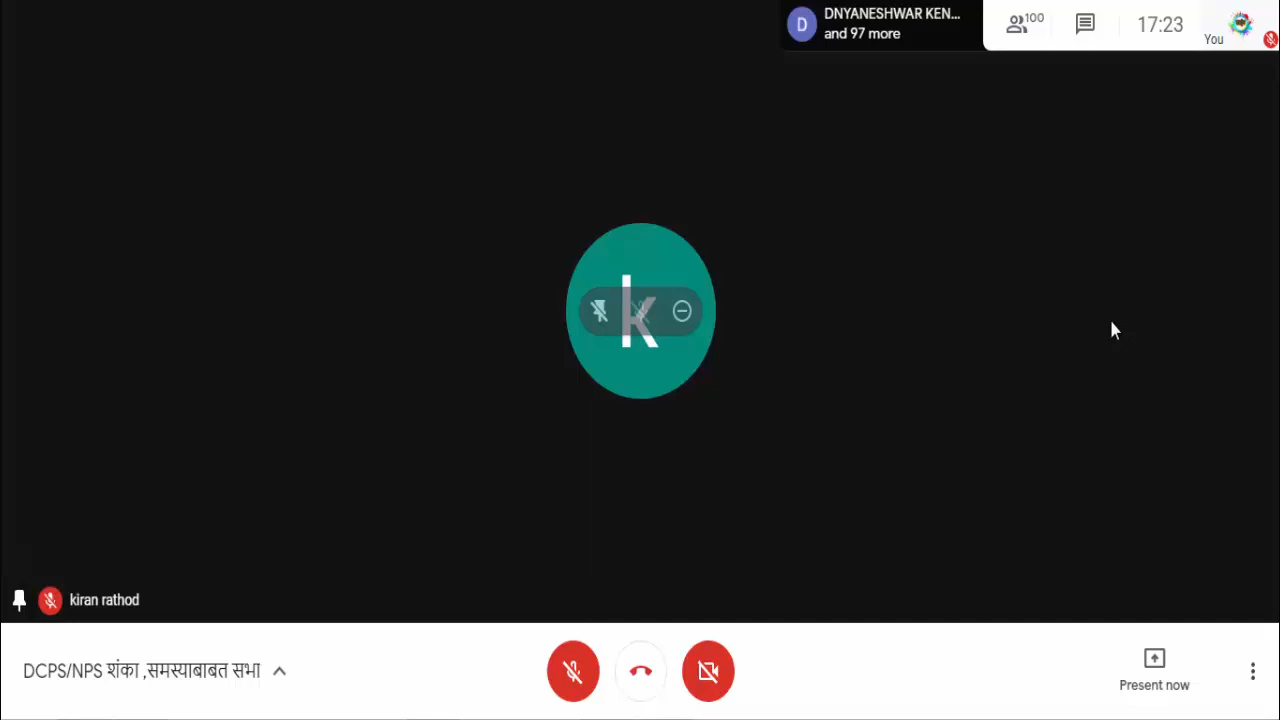 D
DNYANESHWAR KEN...
and 97 more
100
17:23
You
k
kiran rathod
DCPS/NPS शंका ,समस्याबाबत सभा
Present now